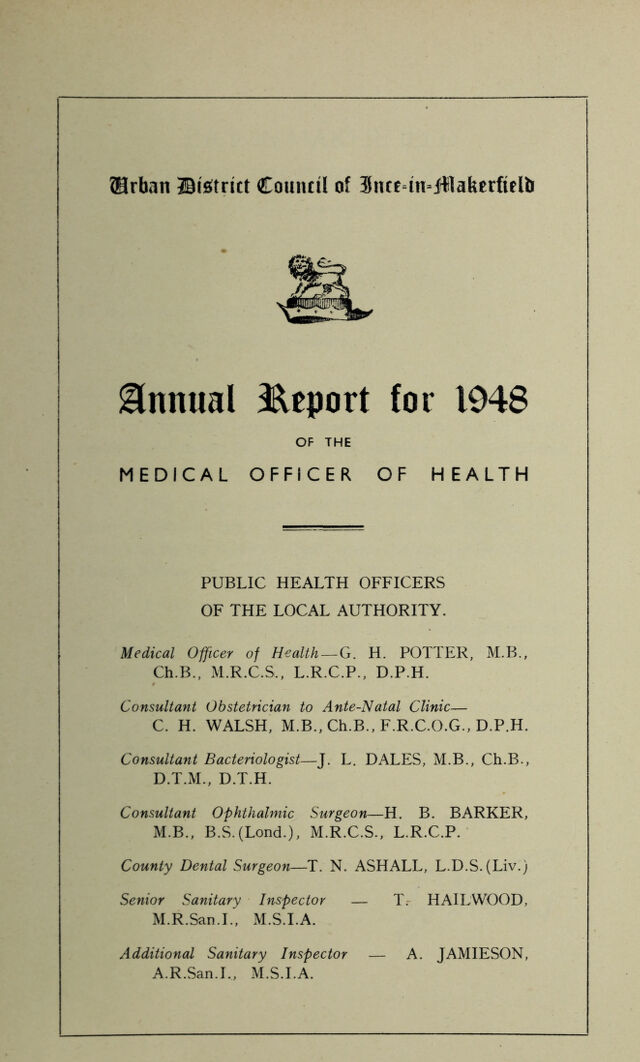 Urban District Council of Ince-in-Makerfield
Annual Report for 1948
OF THE
MEDICAL OFFICER OF HEALTH
PUBLIC HEALTH OFFICERS
OF THE LOCAL AUTHORITY.
Medical Officer of Health—G. H. POTTER, M.B.,
Ch.B., M.R.C.S., L.R.C.P., D.P.H.
Consultant Obstetrician to Ante-Natal Clinic—
C. H. WALSH, M.B., Ch.B., F.R.C.O.G., D.P.H.
Consultant Bacteriologist—J. L. DALES, M.B., Ch.B.,
D.T.M., D.T.H.
Consultant Ophthalmic Surgeon—H. B. BARKER,
M.B., B.S. (Lond.), M.R.C.S., L.R.C.P.
County Dental Surgeon—T. N. ASHALL, L.D.S. (Liv.)
Senior Sanitary Inspector — T. HAILWOOD,
M.R.San.I., M.S.I.A.
Additional Sanitary Inspector — A. JAMIESON,
A.R.San.I., M.S.I.A.